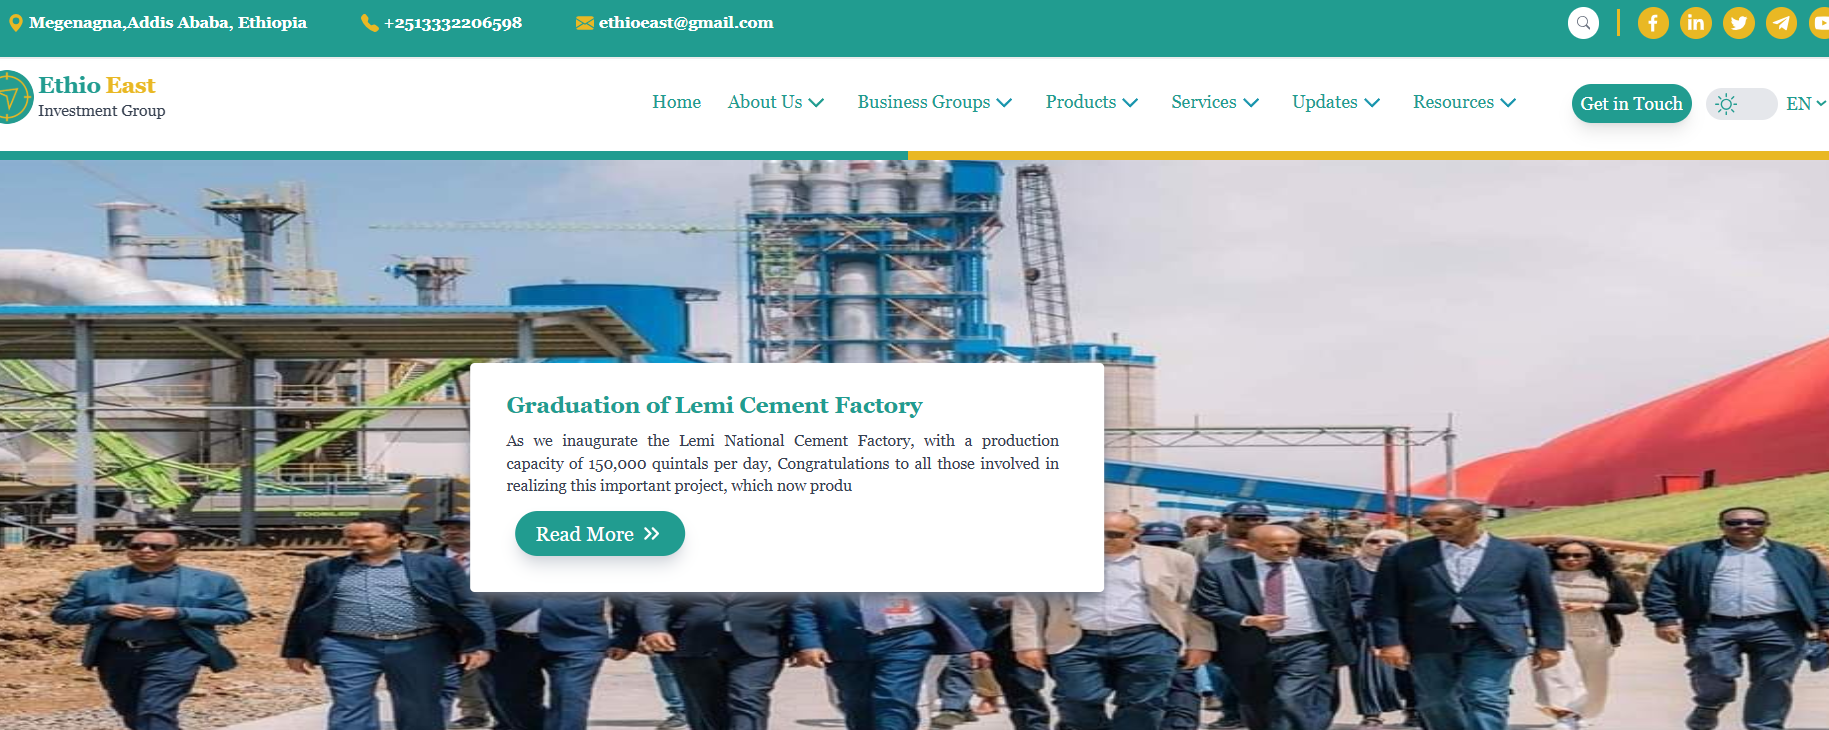 Megenagna,Addis Ababa, Ethiopia +2513332206598 ethioeast@gmail.com
Ethio East
Investment Group
Home About Us Business Groups Products Services Updates Resources Get in Touch EN
Graduation of Lemi Cement Factory
As we inaugurate the Lemi National Cement Factory, with a production
capacity of 150,000 quintals per day, Congratulations to all those involved in
realizing this important project, which now produ
ZOOMLION
Read More